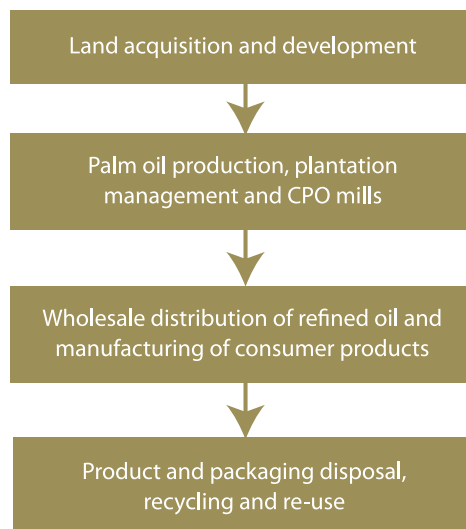 Land acquisition and development
Palm oil production, plantation
management and CPO mills
Wholesale distribution of refined oil and
manufacturing of consumer products
Product and packaging disposal,
recycling and re-use